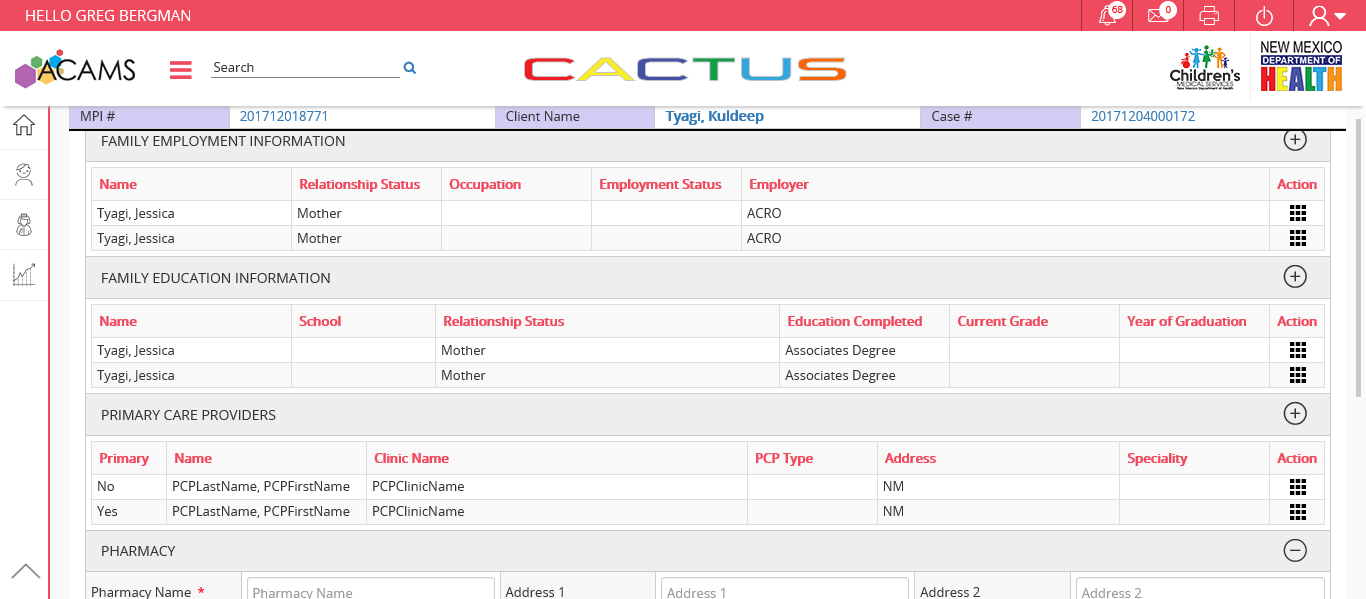 HELLO GREG BERGMAN 68 0
ACAMS Search CACTUS Children's MEDICAL SERVICES New Mexico Department of Health NEW MEXICO DEPARTMENT OF HEALTH
MPI # 201712018771 Client Name Tyagi, Kuldeep Case # 20171204000172
FAMILY EMPLOYMENT INFORMATION
Name Relationship Status Occupation Employment Status Employer Action
Tyagi, Jessica Mother ACRO
Tyagi, Jessica Mother ACRO
FAMILY EDUCATION INFORMATION
Name School Relationship Status Education Completed Current Grade Year of Graduation Action
Tyagi, Jessica Mother Associates Degree
Tyagi, Jessica Mother Associates Degree
PRIMARY CARE PROVIDERS
Primary Name Clinic Name PCP Type Address Speciality Action
No PCPLastName, PCPFirstName PCPClinicName NM
Yes PCPLastName, PCPFirstName PCPClinicName NM
PHARMACY
Pharmacy Name * Pharmacy Name Address 1 Address 1 Address 2 Address 2